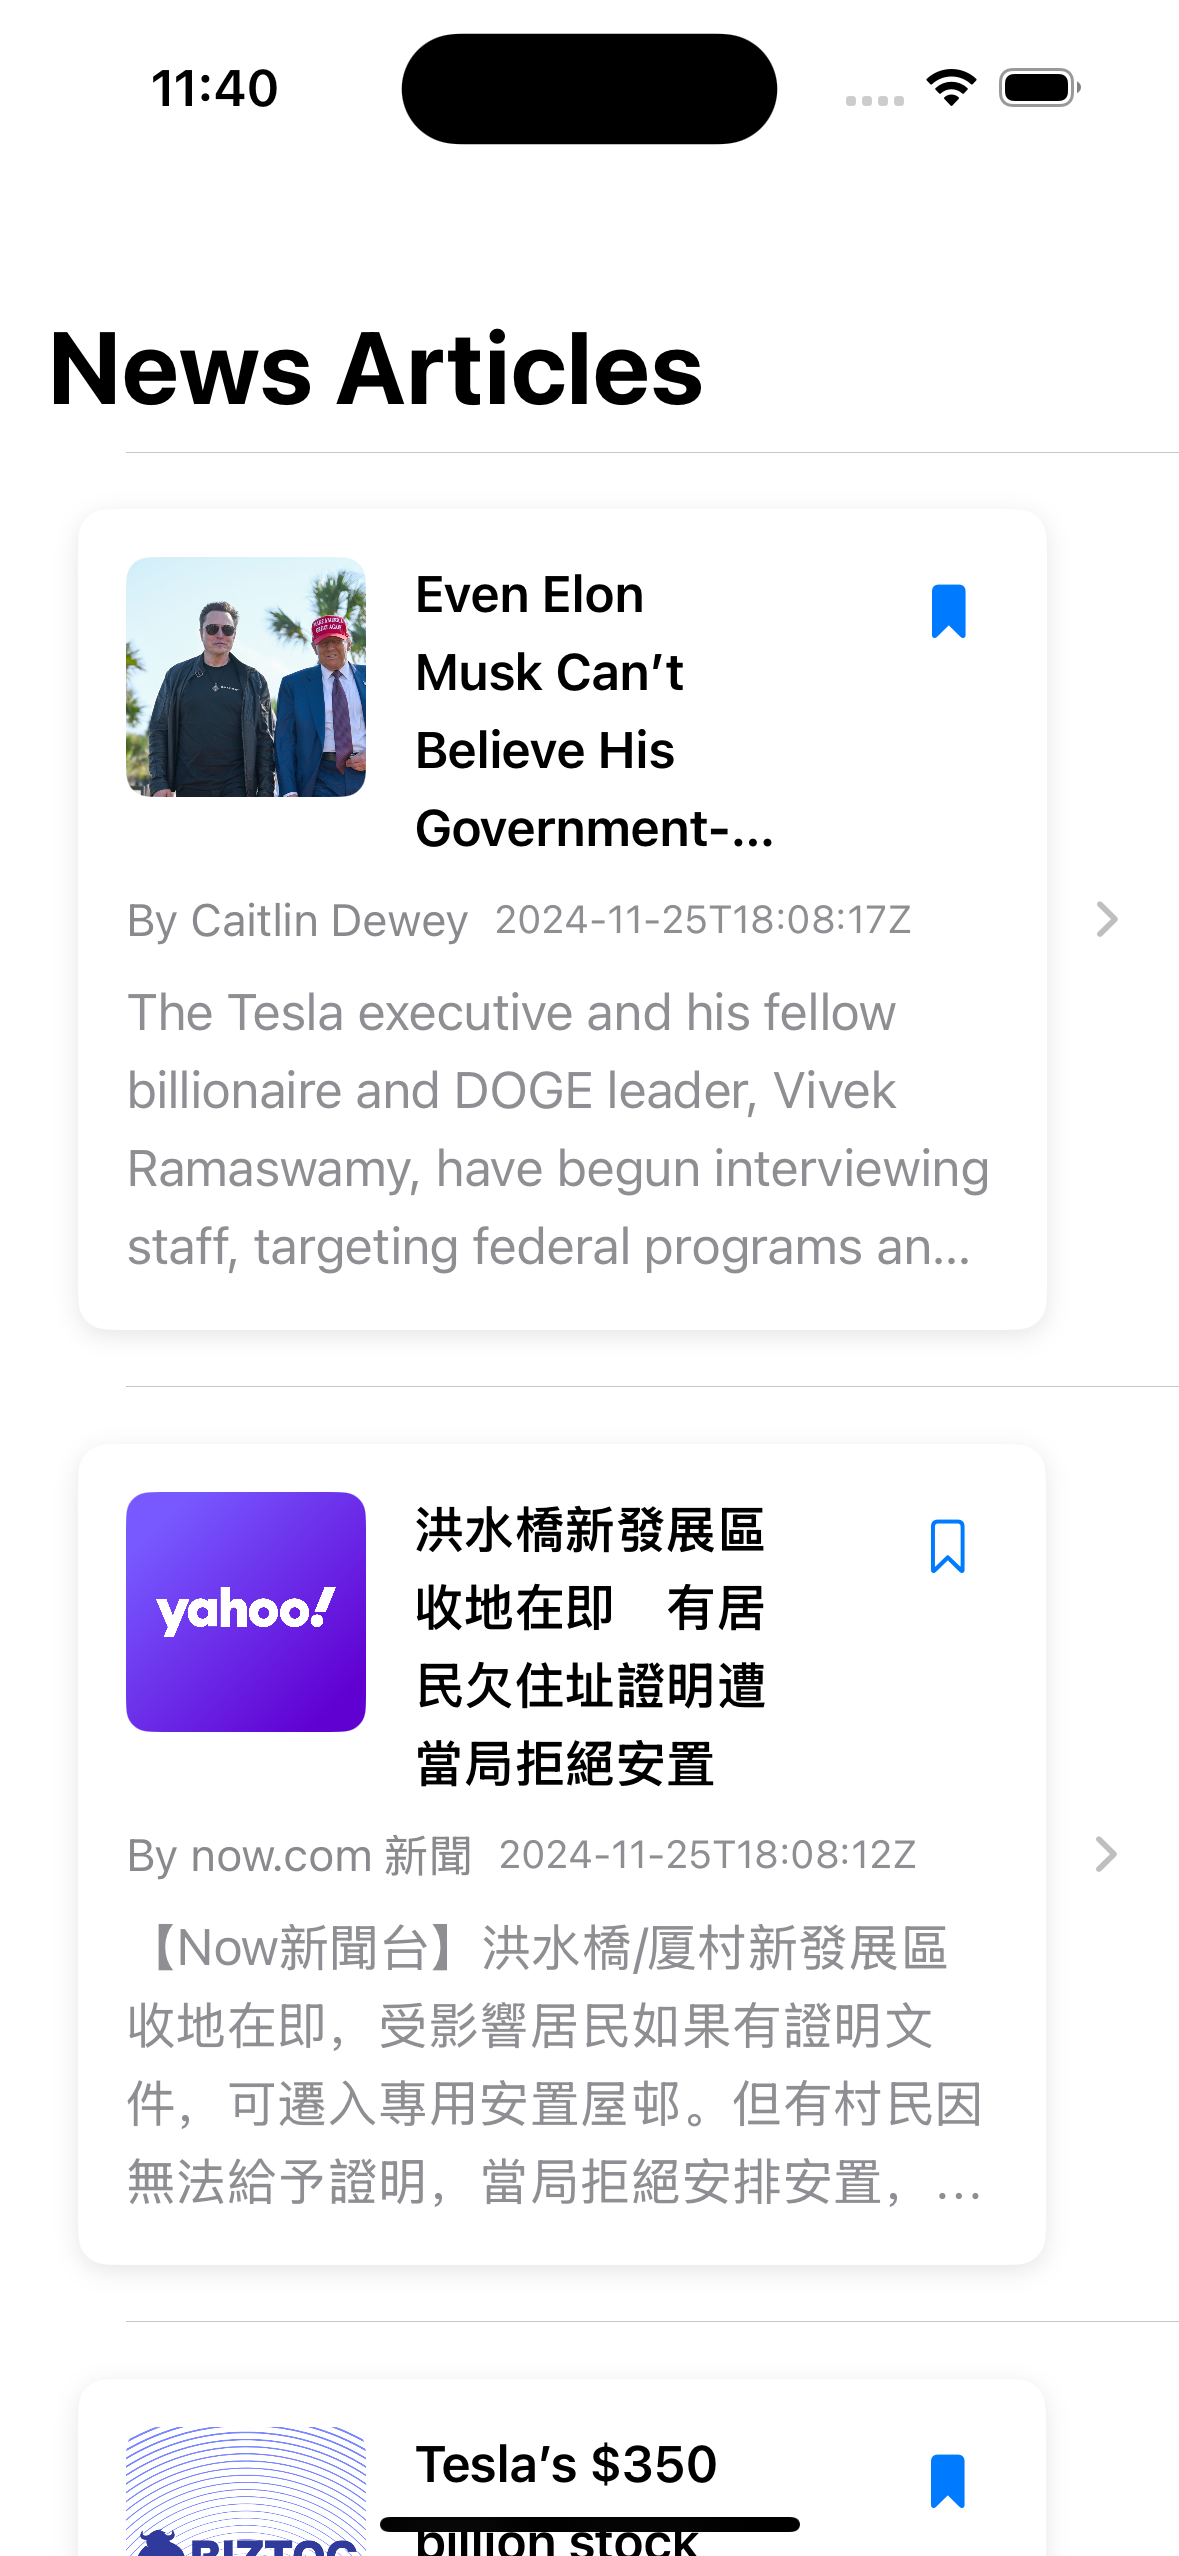 11:40
News Articles
Even Elon
Musk Can’t
Believe His
Government-...
By Caitlin Dewey 2024-11-25T18:08:17Z
The Tesla executive and his fellow
billionaire and DOGE leader, Vivek
Ramaswamy, have begun interviewing
staff, targeting federal programs an...
yahoo!
洪水橋新發展區
收地在即　有居
民欠住址證明遭
當局拒絕安置
By now.com 新聞 2024-11-25T18:08:12Z
【Now新聞台】洪水橋/厦村新發展區
收地在即，受影響居民如果有證明文
件，可遷入專用安置屋邨。但有村民因
無法給予證明，當局拒絕安排安置，...
Tesla’s $350
billion stock
BIZTOC